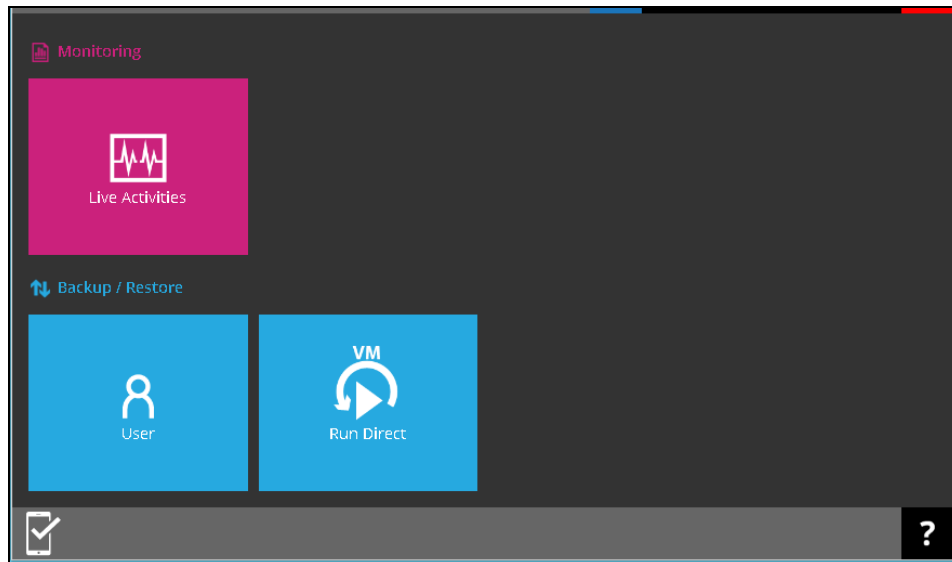 Monitoring
Live Activities
Backup / Restore
VM
User
Run Direct
?